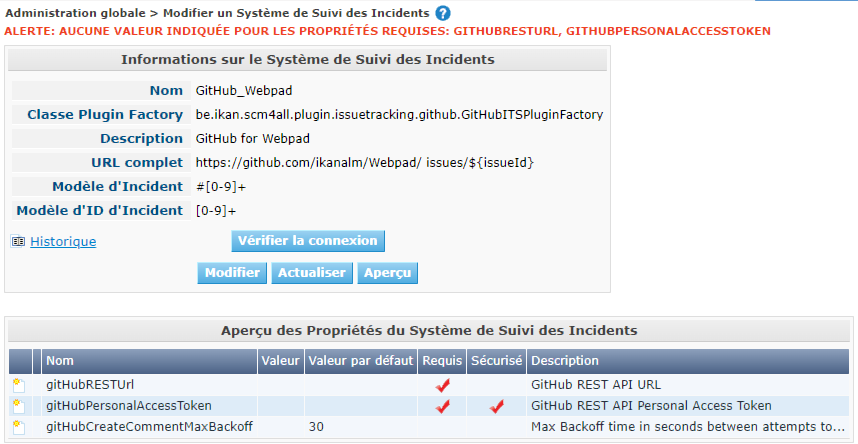 Administration globale > Modifier un Système de Suivi des Incidents ?
ALERTE: AUCUNE VALEUR INDIQUÉE POUR LES PROPRIÉTÉS REQUISES: GITHUBRESTURL, GITHUBPERSONALACCESSTOKEN
Informations sur le Système de Suivi des Incidents
Nom GitHub_Webpad
Classe Plugin Factory be.ikan.scm4all.plugin.issuetracking.github.GitHubITSPluginFactory
Description GitHub for Webpad
URL complet https://github.com/ikanalm/Webpad/ issues/${issueId}
Modèle d'Incident #[0-9]+
Modèle d'ID d'Incident [0-9]+
Historique Vérifier la connexion
Modifier Actualiser Aperçu
Aperçu des Propriétés du Système de Suivi des Incidents
Nom Valeur Valeur par défaut Requis Sécurisé Description
gitHubRESTUrl GitHub REST API URL
gitHubPersonalAccessToken GitHub REST API Personal Access Token
gitHubCreateCommentMaxBackoff 30 Max Backoff time in seconds between attempts to...